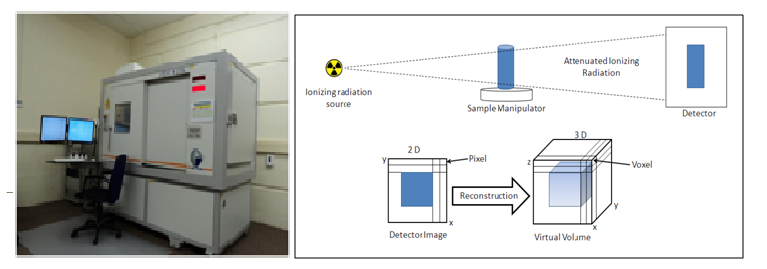 Ionizing radiation
source
Sample Manipulator
Attenuated Ionizing
Radiation
Detector
2 D
y
Pixel
x
Detector Image
Reconstruction
3 D
z
Voxel
y
x
Virtual Volume